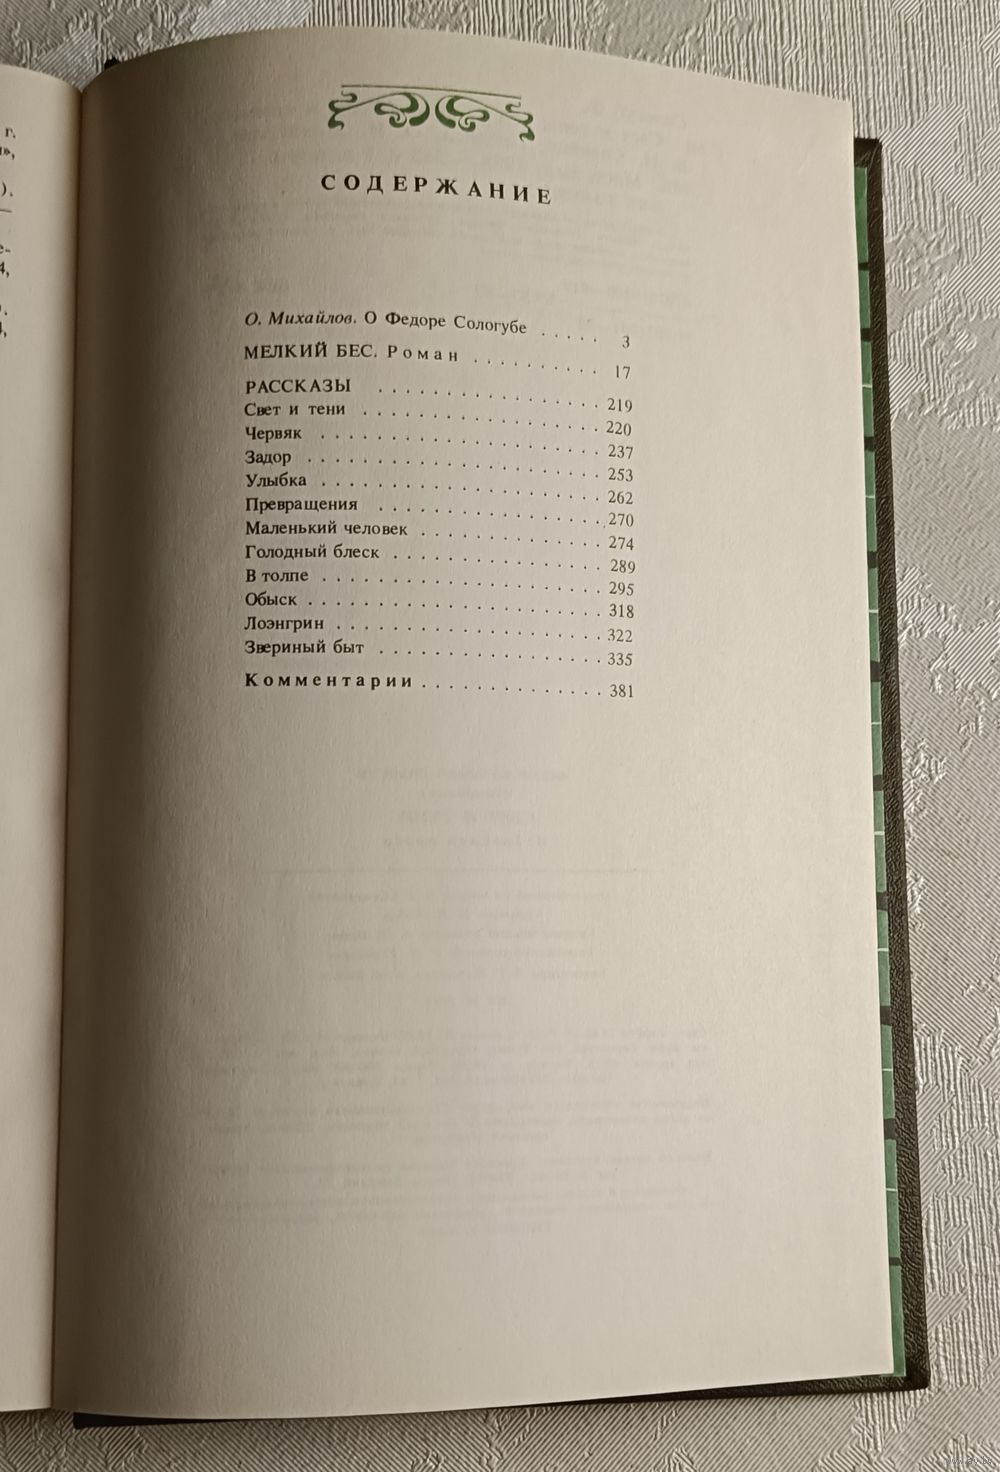 г.
»,
).
е-
4,
.
,
СОДЕРЖАНИЕ
О. Михайлов. О Федоре Сологубе . . . . . 3
МЕЛКИЙ БЕС. Роман . . . . . . . . . . 17
РАССКАЗЫ . . . . . . . . . . . . . . . . 219
Свет и тени . . . . . . . . . . . . . . . . . 220
Червяк . . . . . . . . . . . . . . . . . . . . 237
Задор . . . . . . . . . . . . . . . . . . . . . 253
Улыбка . . . . . . . . . . . . . . . . . . . . 262
Превращения . . . . . . . . . . . . . . . . 270
Маленький человек . . . . . . . . . . . . . 274
Голодный блеск . . . . . . . . . . . . . . . 289
В толпе . . . . . . . . . . . . . . . . . . . . 295
Обыск . . . . . . . . . . . . . . . . . . . . . 318
Лоэнгрин . . . . . . . . . . . . . . . . . . . 322
Звериный быт . . . . . . . . . . . . . . . . 335
Комментарии . . . . . . . . . . . . . . 381